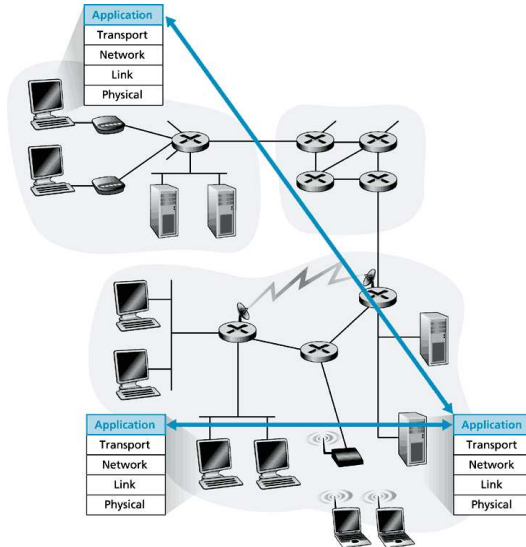 Application
Transport
Network
Link
Physical
Application
Transport
Network
Link
Physical
Application
Transport
Network
Link
Physical